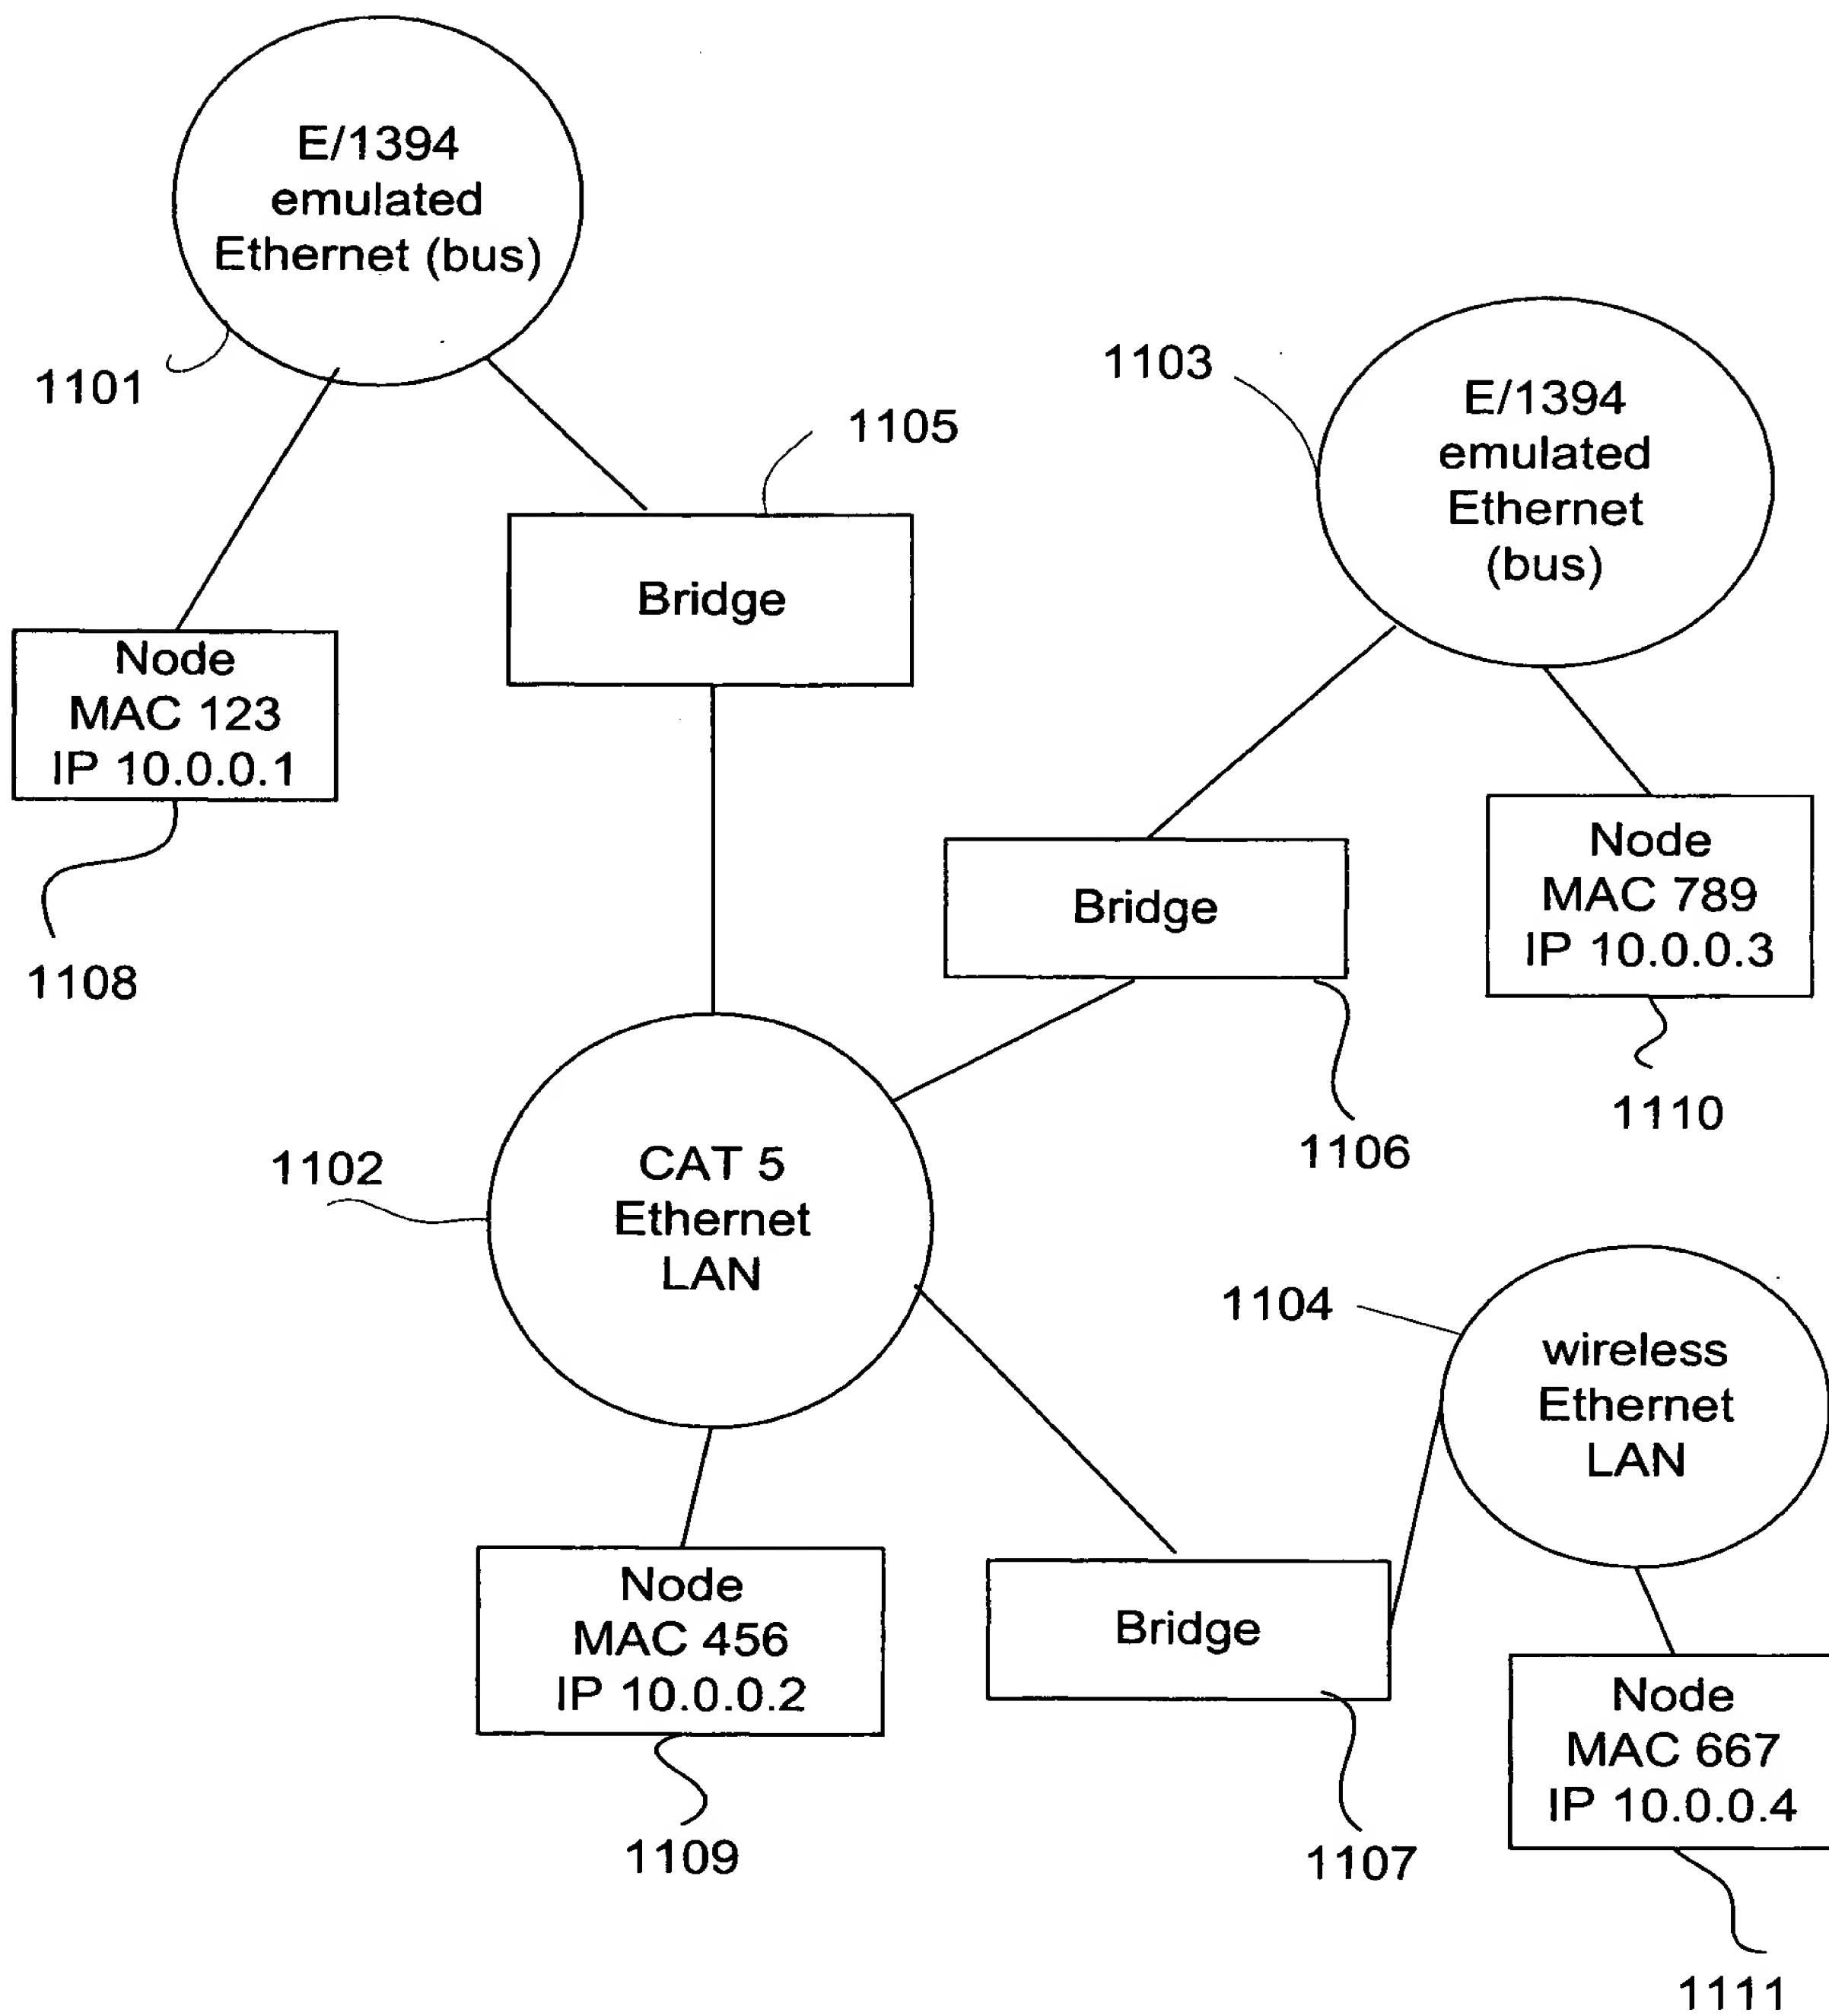 E/1394
emulated
Ethernet (bus)
1101
1103
E/1394
emulated
Ethernet
(bus)
1105
Bridge
Node
MAC 123
IP 10.0.0.1
1108
Bridge
1106
Node
MAC 789
IP 10.0.0.3
1110
1102
CAT 5
Ethernet
LAN
1104
wireless
Ethernet
LAN
Node
MAC 456
IP 10.0.0.2
1109
Bridge
1107
Node
MAC 667
IP 10.0.0.4
1111